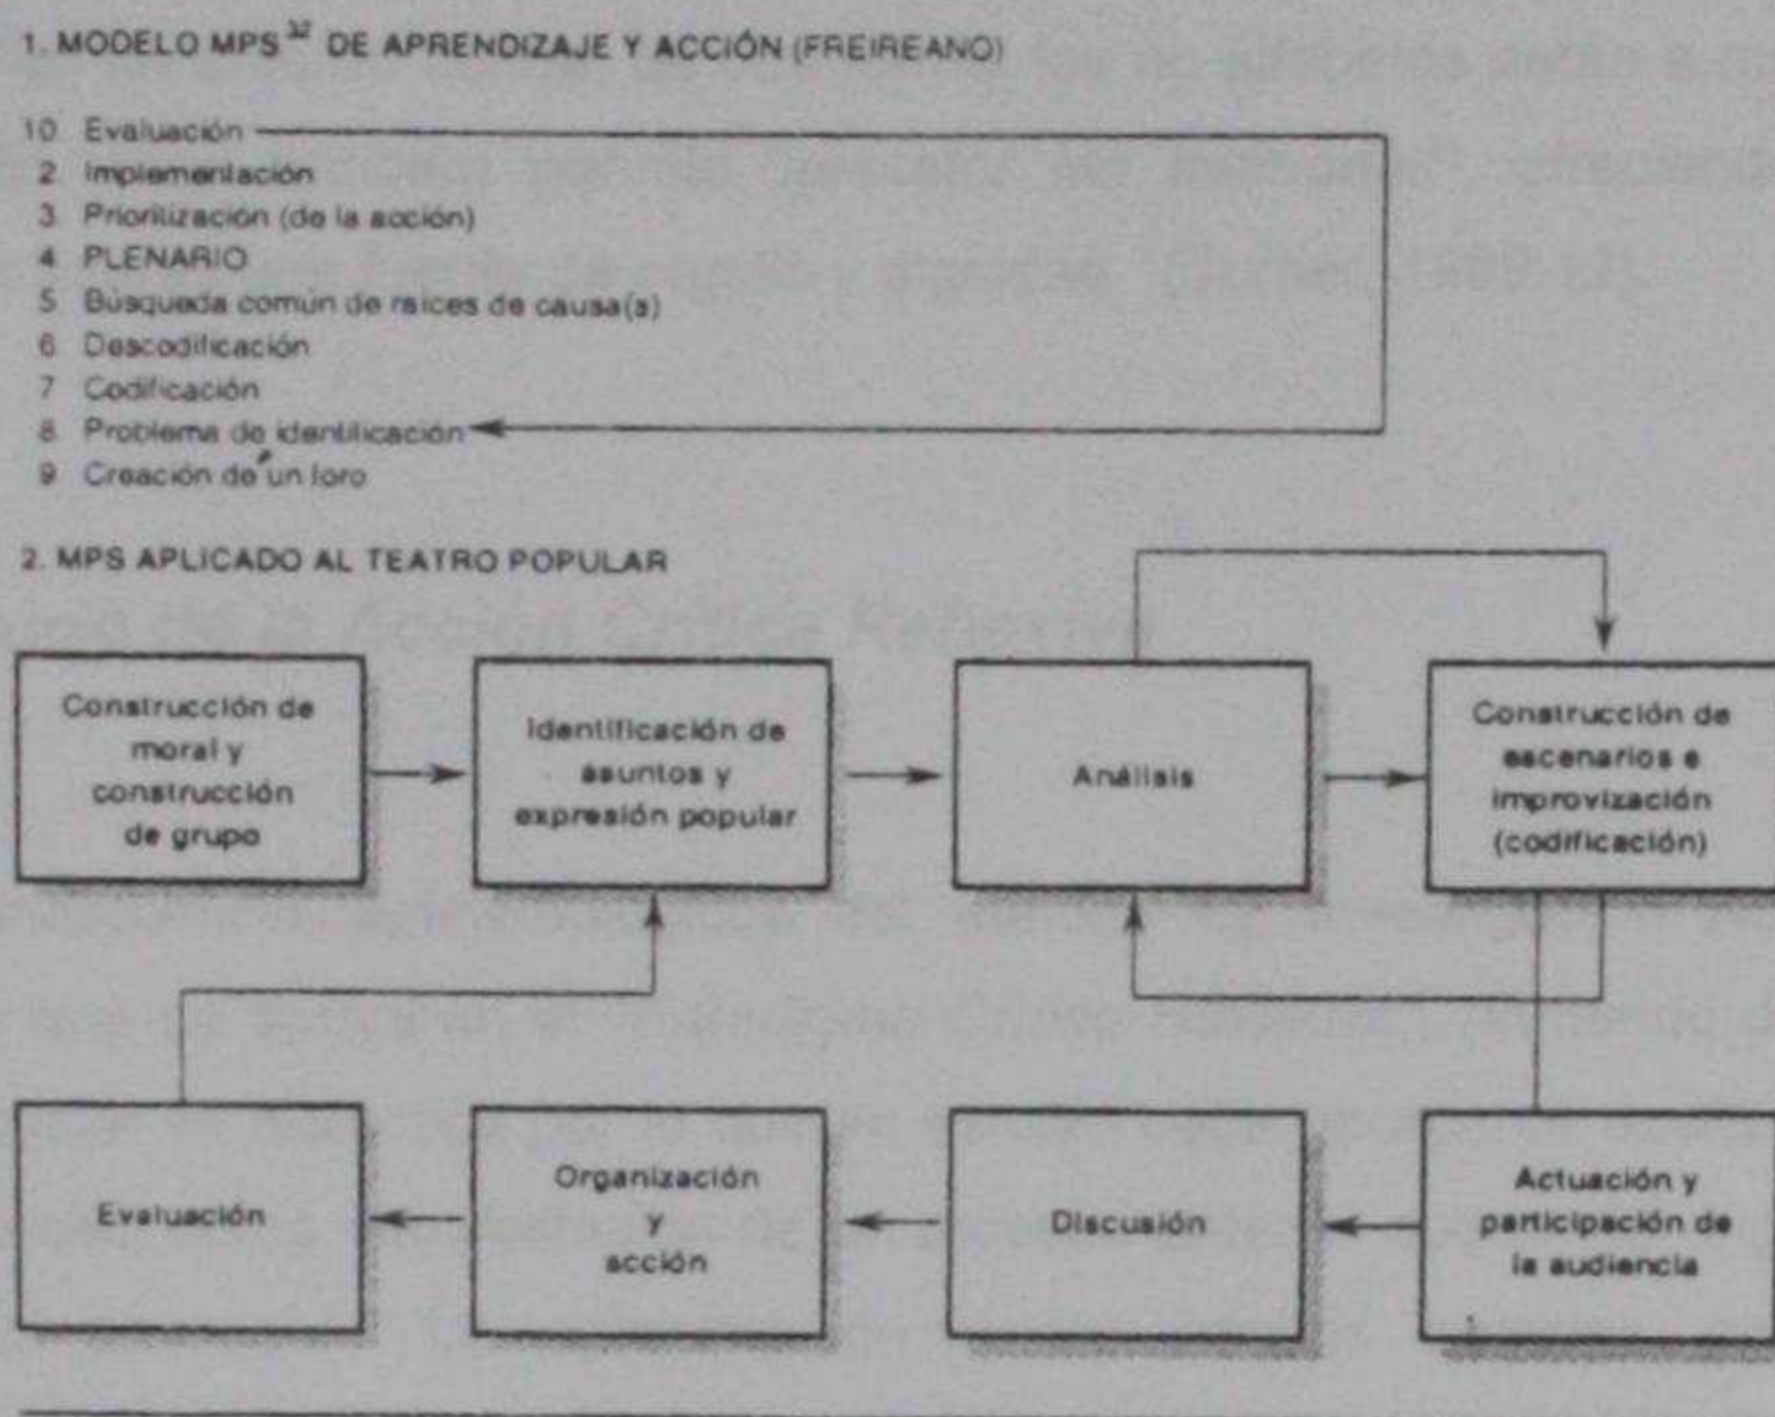 1. MODELO MPS 32 DE APRENDIZAJE Y ACCIÓN (FREIREANO)
10 Evaluación
2 Implementación
3 Priorilización (de la acción)
4 PLENARIO
5 Búsqueda común de raíces de causa(s)
6 Descodificación
7 Codificación
8 Problema de identificación
9 Creación de un foro
2. MPS APLICADO AL TEATRO POPULAR
Construcción de
moral y
construcción
de grupo
Identificación de
asuntos y
expresión popular
Análisis
Construcción de
escenarios e
improvización
(codificación)
Evaluación
Organización
y
acción
Discusión
Actuación y
participación de
la audiencia